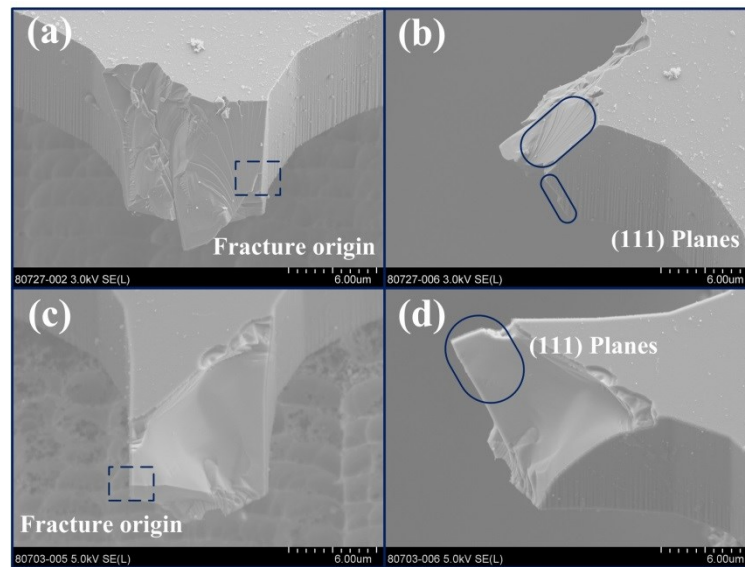 (a)
Fracture origin
80727-002 3.0kV SE(L)
6.00um
(b)
(111) Planes
80727-006 3.0kV SE(L)
6.00um
(c)
Fracture origin
80703-005 5.0kV SE(L)
6.00um
(d)
(111) Planes
80703-006 5.0kV SE(L)
6.00um